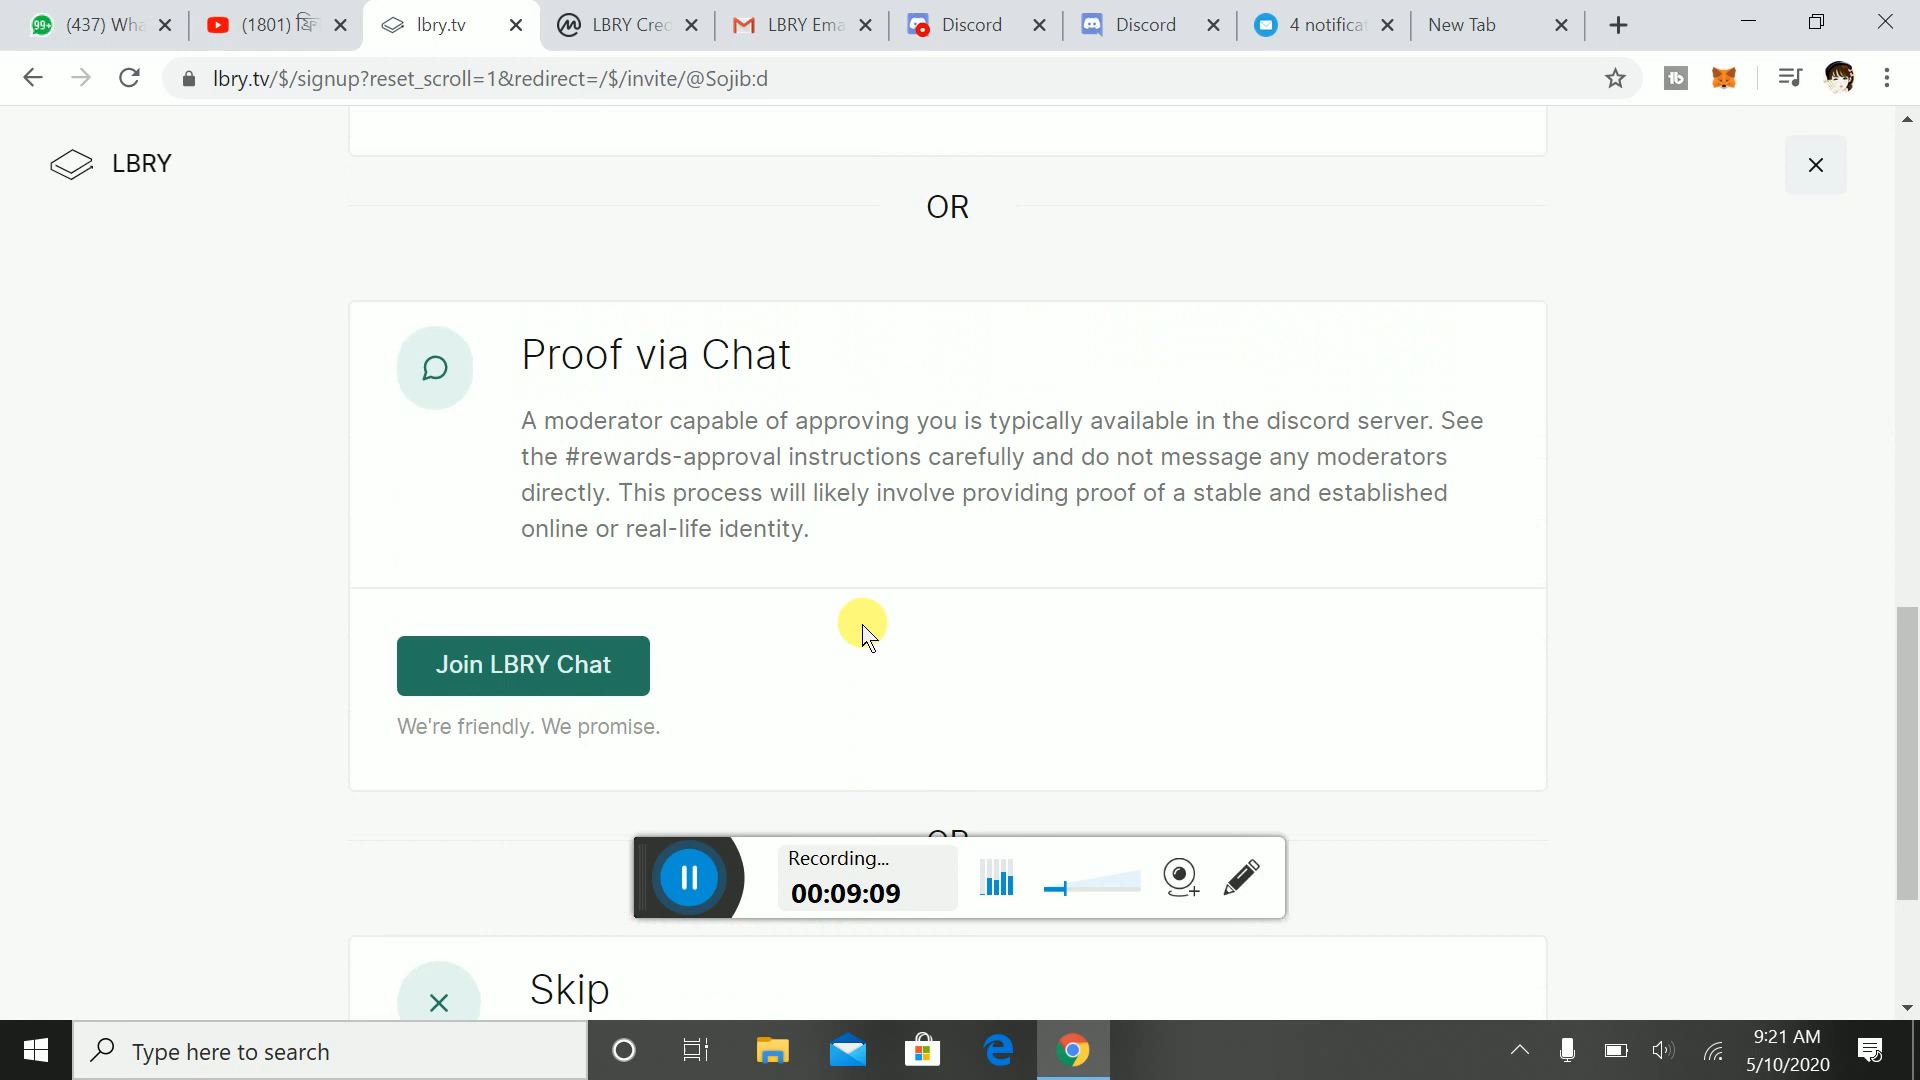 (437) Wha
(1801)
lbry.tv
LBRY Cred
LBRY Ema
Discord
Discord
4 notificat
New Tab
lbry.tv/$/signup?reset_scroll=1&redirect=/$/invite/@Sojib:d
LBRY
OR
Proof via Chat
A moderator capable of approving you is typically available in the discord server. See
the #rewards-approval instructions carefully and do not message any moderators
directly. This process will likely involve providing proof of a stable and established
online or real-life identity.
Join LBRY Chat
We're friendly. We promise.
OR
Recording...
00:09:09
Skip
Type here to search
9:21 AM
5/10/2020